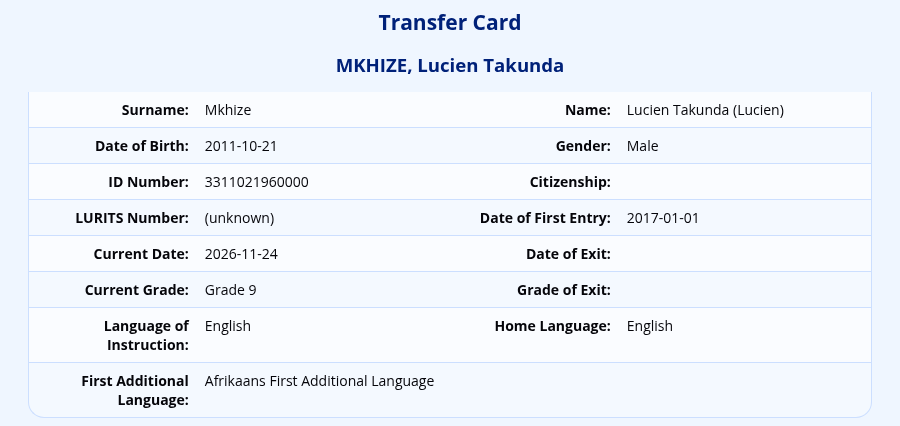 Transfer Card
MKHIZE, Lucien Takunda
Surname: Mkhize Name: Lucien Takunda (Lucien)
Date of Birth: 2011-10-21 Gender: Male
ID Number: 3311021960000 Citizenship:
LURITS Number: (unknown) Date of First Entry: 2017-01-01
Current Date: 2026-11-24 Date of Exit:
Current Grade: Grade 9 Grade of Exit:
Language of
Instruction: English Home Language: English
First Additional
Language: Afrikaans First Additional Language